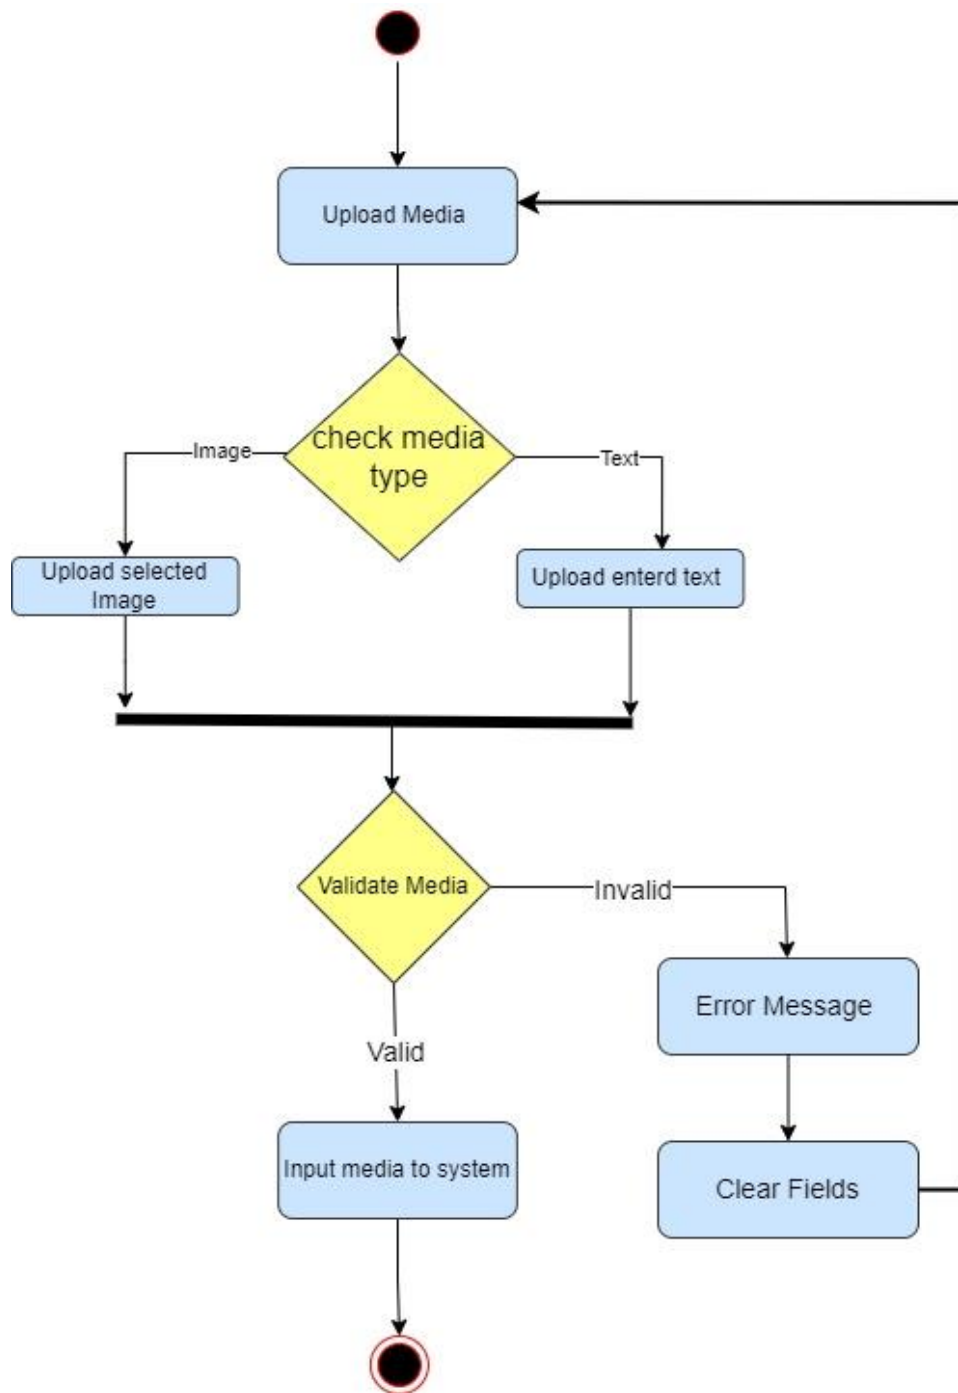 Upload Media
check media
type
Image
Text
Upload selected
Image
Upload enterd text
Validate Media
Invalid
Error Message
Valid
Input media to system
Clear Fields